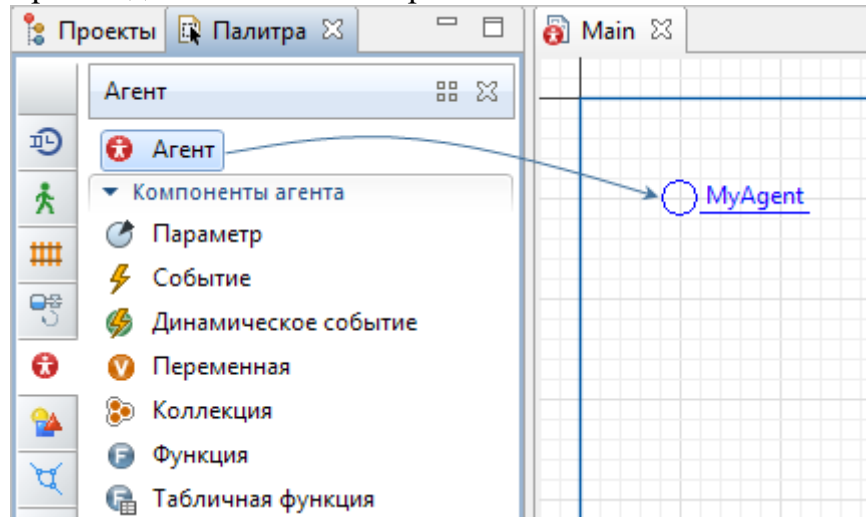 Проекты Палитра Main
Агент
Агент
Компоненты агента
MyAgent
Параметр
Событие
Динамическое событие
Переменная
Коллекция
Функция
Табличная функция